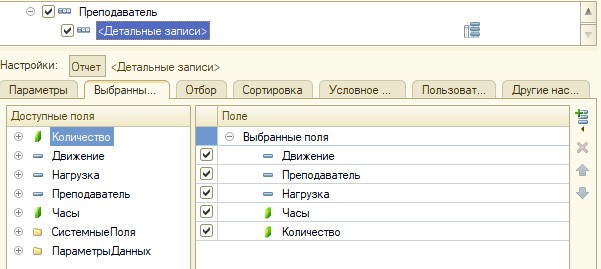 Преподаватель
<Детальные записи>
Настройки: Отчет <Детальные записи>
Параметры Выбранны... Отбор Сортировка Условное ... Пользоват... Другие нас...
Доступные поля
Количество
Движение
Нагрузка
Преподаватель
Часы
СистемныеПоля
ПараметрыДанных
Поле
Выбранные поля
Движение
Преподаватель
Нагрузка
Часы
Количество